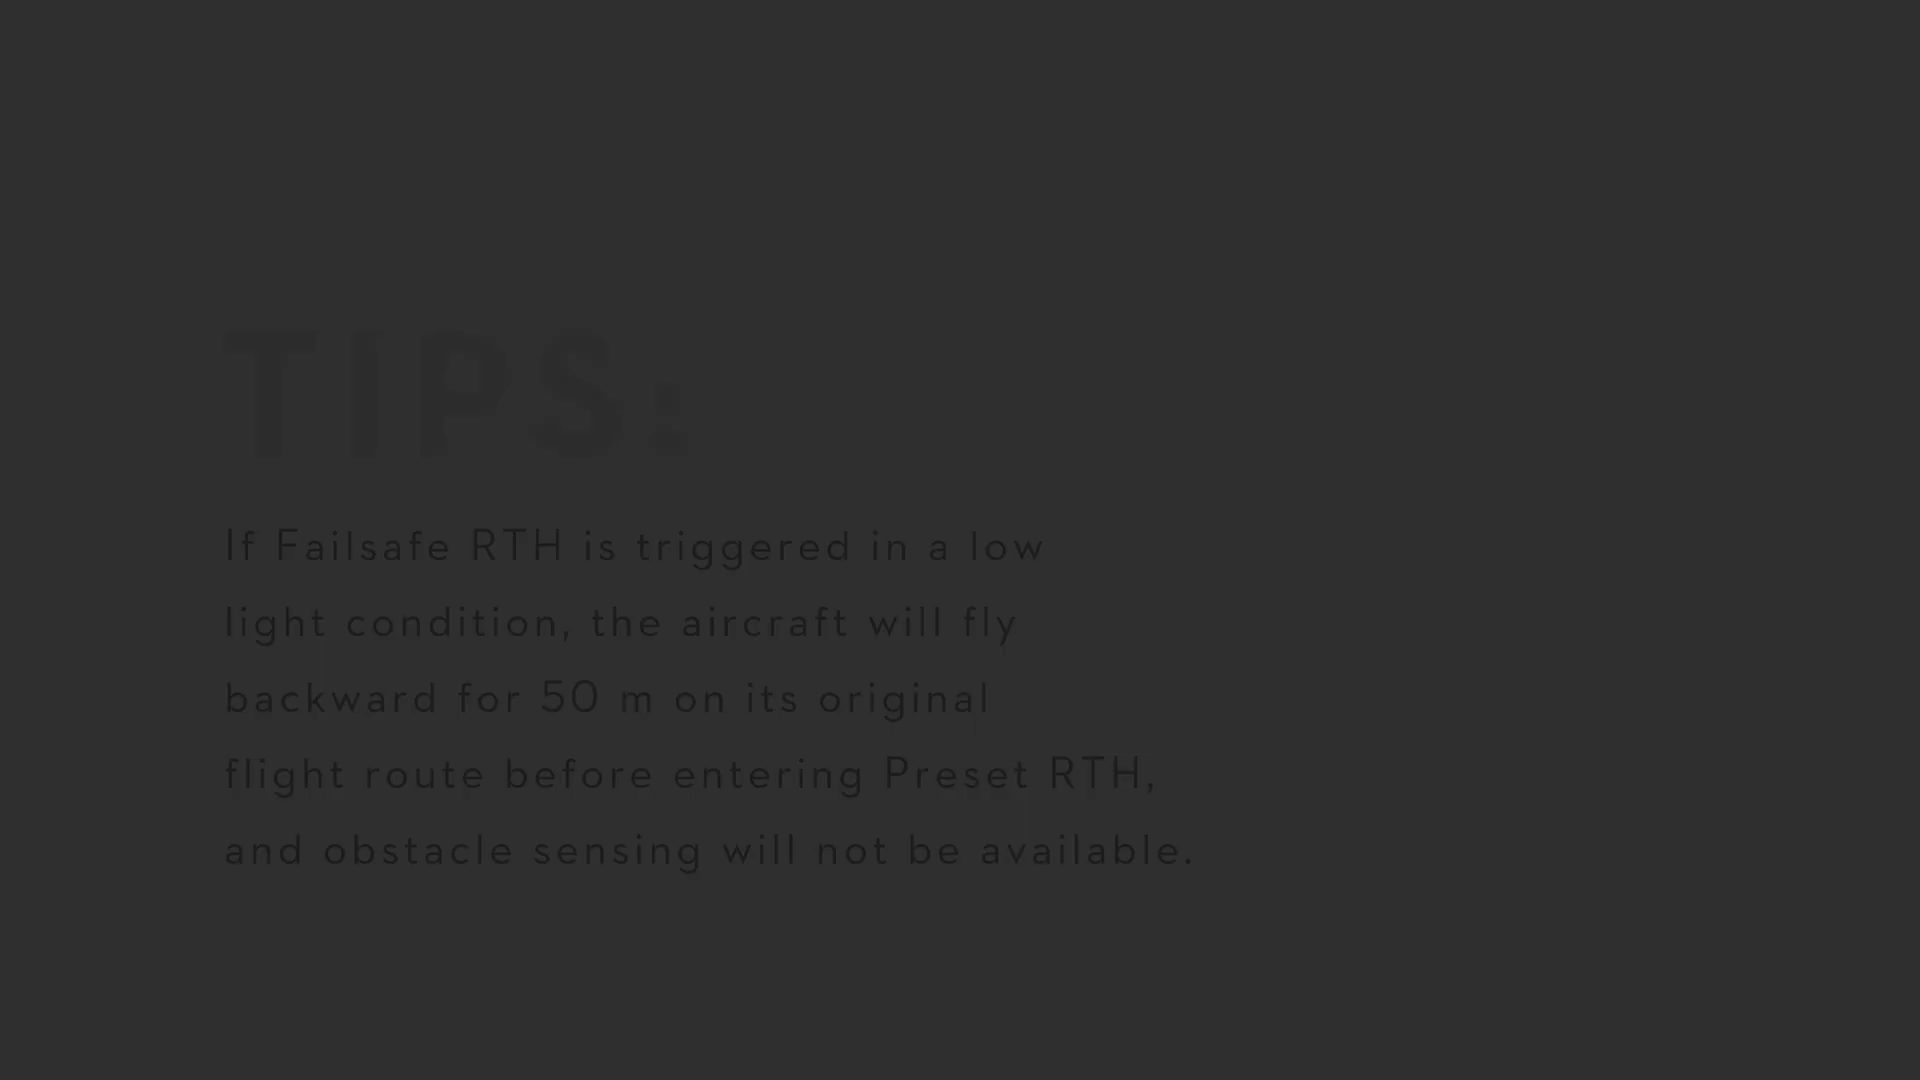 TIPS:
If Failsafe RTH is triggered in a low
light condition, the aircraft will fly
backward for 50 m on its original
flight route before entering Preset RTH,
and obstacle sensing will not be available.